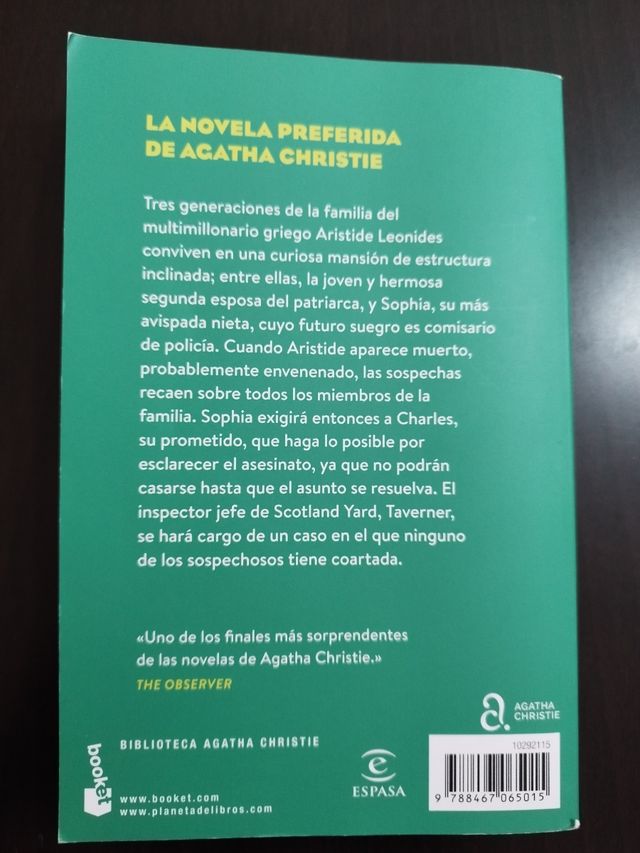 LA NOVELA PREFERIDA
DE AGATHA CHRISTIE
Tres generaciones de la familia del
multimillonario griego Aristide Leonides
conviven en una curiosa mansión de estructura
inclinada; entre ellas, la joven y hermosa
segunda esposa del patriarca, y Sophia, su más
avispada nieta, cuyo futuro suegro es comisario
de policía. Cuando Aristide aparece muerto,
probablemente envenenado, las sospechas
recaen sobre todos los miembros de la
familia. Sophia exigirá entonces a Charles,
su prometido, que haga lo posible por
esclarecer el asesinato, ya que no podrán
casarse hasta que el asunto se resuelva. El
inspector jefe de Scotland Yard, Taverner,
se hará cargo de un caso en el que ninguno
de los sospechosos tiene coartada.
«Uno de los finales más sorprendentes
de las novelas de Agatha Christie.»
THE OBSERVER
a.
AGATHA
CHRISTIE
BIBLIOTECA AGATHA CHRISTIE
booket
www.booket.com
www.planetadelibros.com
e
ESPASA
10292115
9 788467 065015